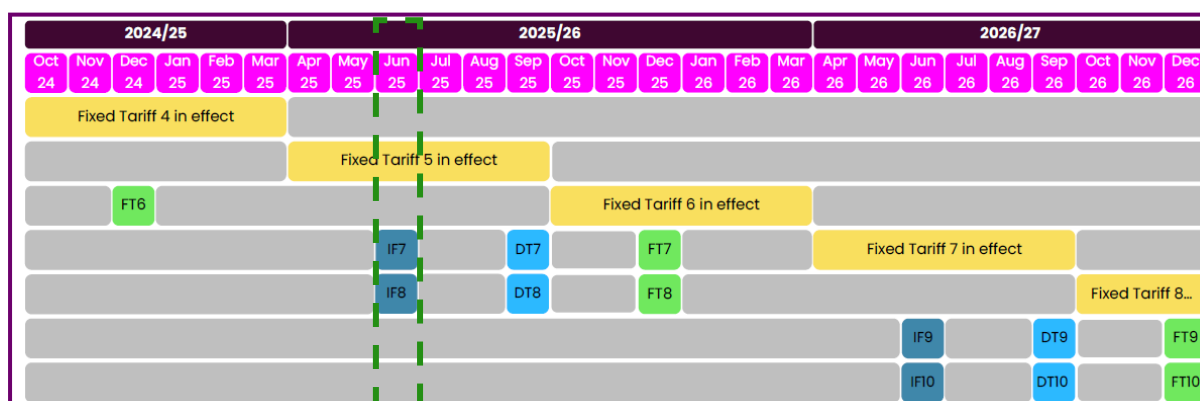 2024/25 2025/26 2026/27
Oct Nov Dec Jan Feb Mar Apr May Jun Jul Aug Sep Oct Nov Dec Jan Feb Mar Apr May Jun Jul Aug Sep Oct Nov Dec
24 24 24 25 25 25 25 25 25 25 25 25 25 25 25 26 26 26 26 26 26 26 26 26 26 26 26
Fixed Tariff 4 in effect
Fixed Tariff 5 in effect
FT6 Fixed Tariff 6 in effect
IF7 DT7 FT7 Fixed Tariff 7 in effect
IF8 DT8 FT8 Fixed Tariff 8...
IF9 DT9 FT9
IF10 DT10 FT10